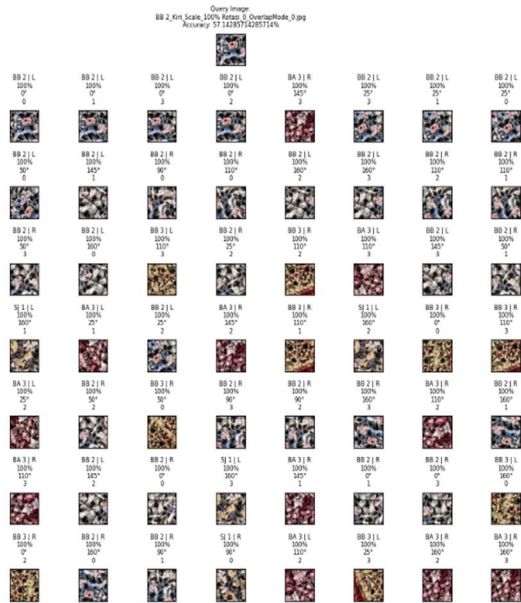 Query Image:
BB 2_Kiri_Scale_100% Rotasi_0_OverlapMode_0.jpg
Accuracy: 57.14285714285714%
BB 2 | L BB 2 | L BB 2 | L BB 2 | L BA 3 | R BB 2 | L BB 2 | L BB 2 | L
100% 100% 100% 100% 100% 100% 100% 100%
0° 0° 0° 0° 145° 25° 25° 25°
0 1 3 2 3 3 1 0
BB 2 | L BB 2 | L BB 2 | R BB 2 | R BB 2 | L BB 2 | L BB 2 | R BB 2 | L
100% 100% 100% 100% 100% 100% 100% 100%
50° 145° 90° 110° 160° 160° 110° 110°
0 1 0 0 2 3 2 1
BB 2 | R BB 2 | L BB 3 | L BB 2 | R BB 3 | R BA 3 | L BB 2 | L BB 2 | R
100% 100% 100% 100% 100% 100% 100% 100%
50° 160° 110° 25° 110° 110° 145° 50°
3 0 3 2 2 3 3 1
SJ 1 | L BA 3 | L BB 2 | L BA 3 | R BB 3 | R SJ 1 | L BB 3 | R BB 3 | R
100% 100% 100% 100% 100% 100% 100% 100%
160° 25° 25° 145° 110° 160° 0° 110°
1 1 2 2 1 2 0 3
BA 3 | L BB 2 | R BB 3 | R BB 2 | R BB 2 | R BB 2 | R BA 3 | R BB 2 | R
100% 100% 100% 100% 100% 100% 100% 100%
25° 50° 50° 90° 90° 160° 110° 160°
2 2 0 3 2 3 2 1
BA 3 | R BB 2 | L BB 2 | R SJ 1 | L BA 3 | R BB 2 | R BB 2 | R BB 3 | L
100% 100% 100% 100% 100% 100% 100% 100%
110° 145° 0° 160° 145° 0° 0° 160°
3 2 0 3 1 1 3 0
BB 3 | R BB 2 | R BB 2 | R SJ 1 | R BA 3 | L BB 3 | L BA 3 | R BA 3 | R
100% 100% 100% 100% 100% 100% 100% 100%
0° 160° 90° 90° 110° 25° 160° 160°
2 0 1 0 2 3 2 3